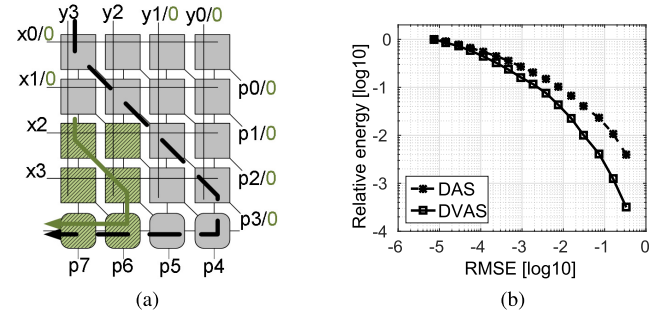 y3 y2 y1/0 y0/0
x0/0
x1/0
x2
x3
p0/0
p1/0
p2/0
p3/0
p7 p6 p5 p4
(a)
Relative energy [log10]
0
-1
-2
-3
-4
DAS
DVAS
-6 -5 -4 -3 -2 -1 0
RMSE [log10]
(b)